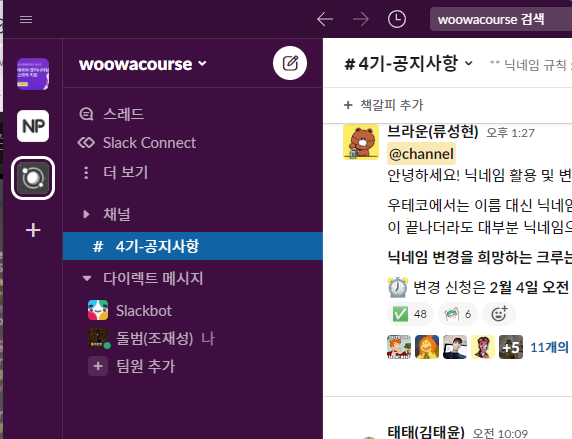 woowacourse 검색
NP
woowacourse
스레드
Slack Connect
더 보기
채널
# 4기-공지사항
다이렉트 메시지
Slackbot
돌범(조재성) 나
팀원 추가
# 4기-공지사항
** 닉네임 규칙 :
+ 책갈피 추가
브라운(류성현) 오후 1:27
@channel
안녕하세요! 닉네임 활용 및 변
우테코에서는 이름 대신 닉네임
이 끝나더라도 대부분 닉네임으
닉네임 변경을 희망하는 크루는
변경 신청은 2월 4일 오전
48
6
+5
11개의
태태(김태윤) 오전 10:09